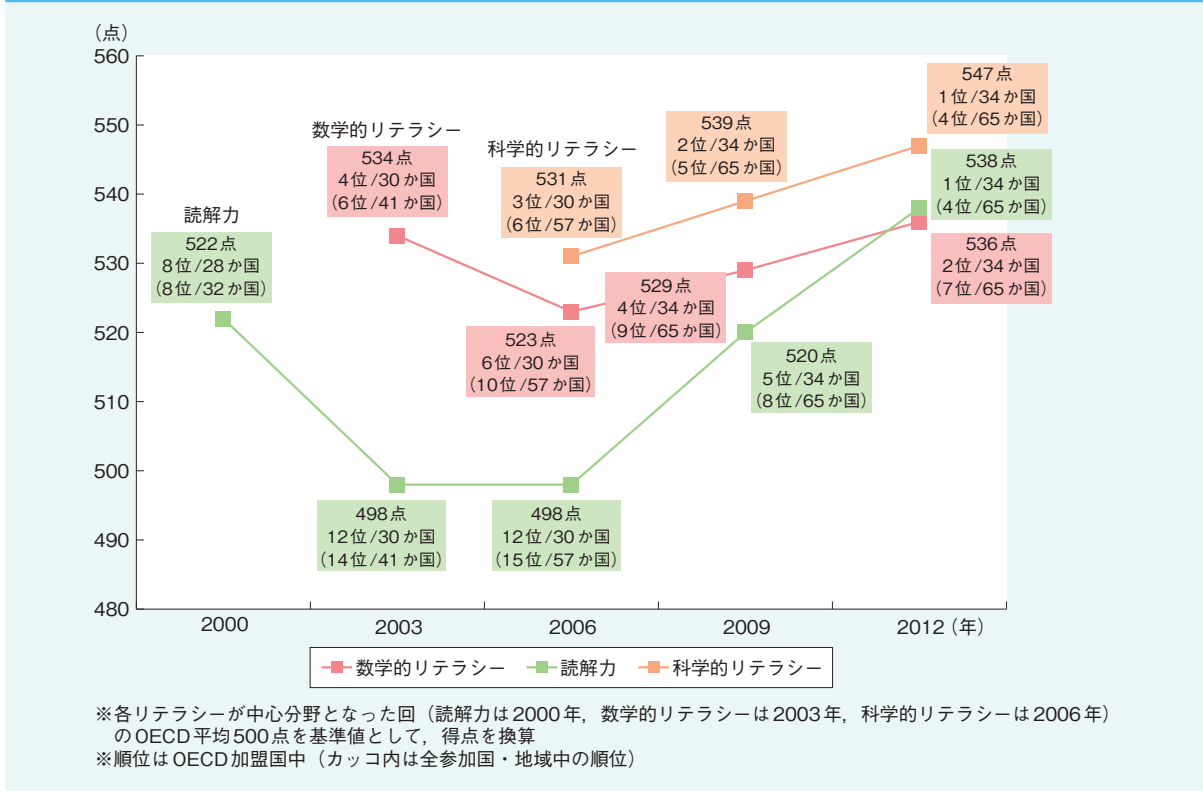 (点)
560
550
540
530
520
510
500
490
480
読解力
522点
8位/28か国
(8位/32か国)
数学的リテラシー
534点
4位/30か国
(6位/41か国)
科学的リテラシー
531点
3位/30か国
(6位/57か国)
539点
2位/34か国
(5位/65か国)
547点
1位/34か国
(4位/65か国)
538点
1位/34か国
(4位/65か国)
536点
2位/34か国
(7位/65か国)
529点
4位/34か国
(9位/65か国)
523点
6位/30か国
(10位/57か国)
520点
5位/34か国
(8位/65か国)
498点
12位/30か国
(14位/41か国)
498点
12位/30か国
(15位/57か国)
2000 2003 2006 2009 2012(年)
数学的リテラシー 読解力 科学的リテラシー
※各リテラシーが中心分野となった回(読解力は2000年,数学的リテラシーは2003年,科学的リテラシーは2006年)
のOECD平均500点を基準値として,得点を換算
※順位はOECD加盟国中(カッコ内は全参加国・地域中の順位)